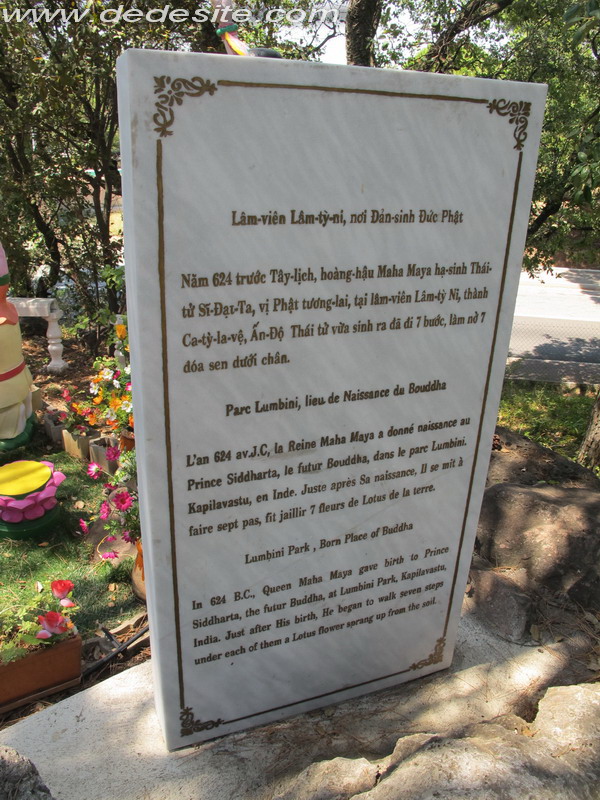 www.dedesite.com
Lâm-viên Lâm-tỳ-ni, nơi Đản-sinh Đức Phật
Năm 624 trước Tây-lịch, hoàng-hậu Maha Maya hạ-sinh Thái-
tử Sĩ-Đạt-Ta, vị Phật tương-lai, tại lâm-viên Lâm-tỳ Ni, thành
Ca-tỳ-la-vệ, Ấn-Độ Thái tử vừa sinh ra đã đi 7 bước, làm nở 7
đóa sen dưới chân.
Parc Lumbini, lieu de Naissance du Bouddha
L'an 624 av.J.C, la Reine Maha Maya a donné naissance au
Prince Siddharta, le futur Bouddha, dans le parc Lumbini.
Kapilavastu, en Inde. Juste après Sa naissance, Il se mit à
faire sept pas, fit jaillir 7 fleurs de Lotus de la terre.
Lumbini Park , Born Place of Buddha
In 624 B.C., Queen Maha Maya gave birth to Prince
Siddharta, the futur Buddha, at Lumbini Park, Kapilavastu,
India. Just after His birth, He began to walk seven steps
under each of them a Lotus flower sprang up from the soil.